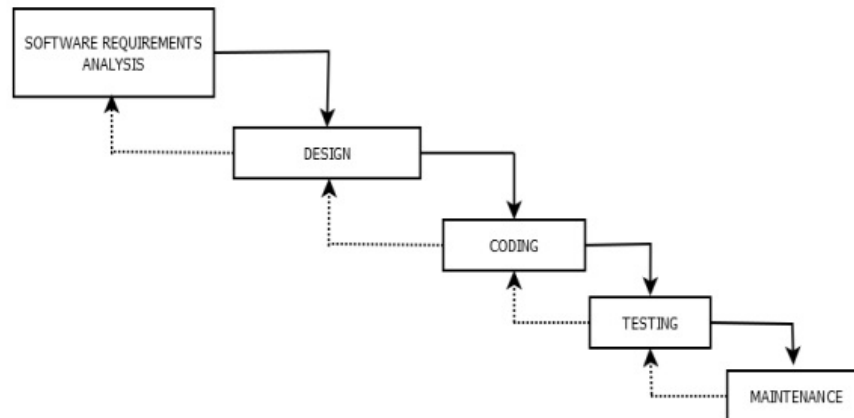 SOFTWARE REQUIREMENTS
ANALYSIS
DESIGN
CODING
TESTING
MAINTENANCE